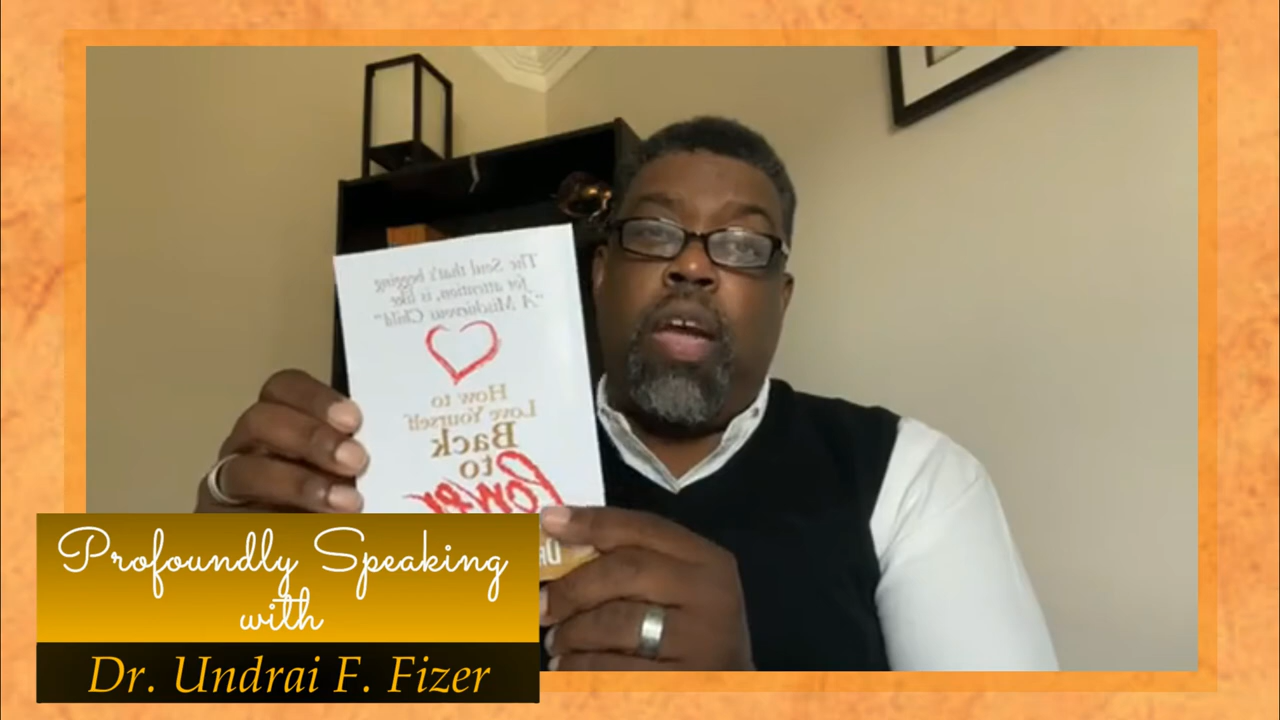 The Soul that's begging
for attention, is like
"A Mischievous Child"
How to
Love Yourself
Back
to
Power
Profoundly Speaking
with
Dr. Undrai F. Fizer